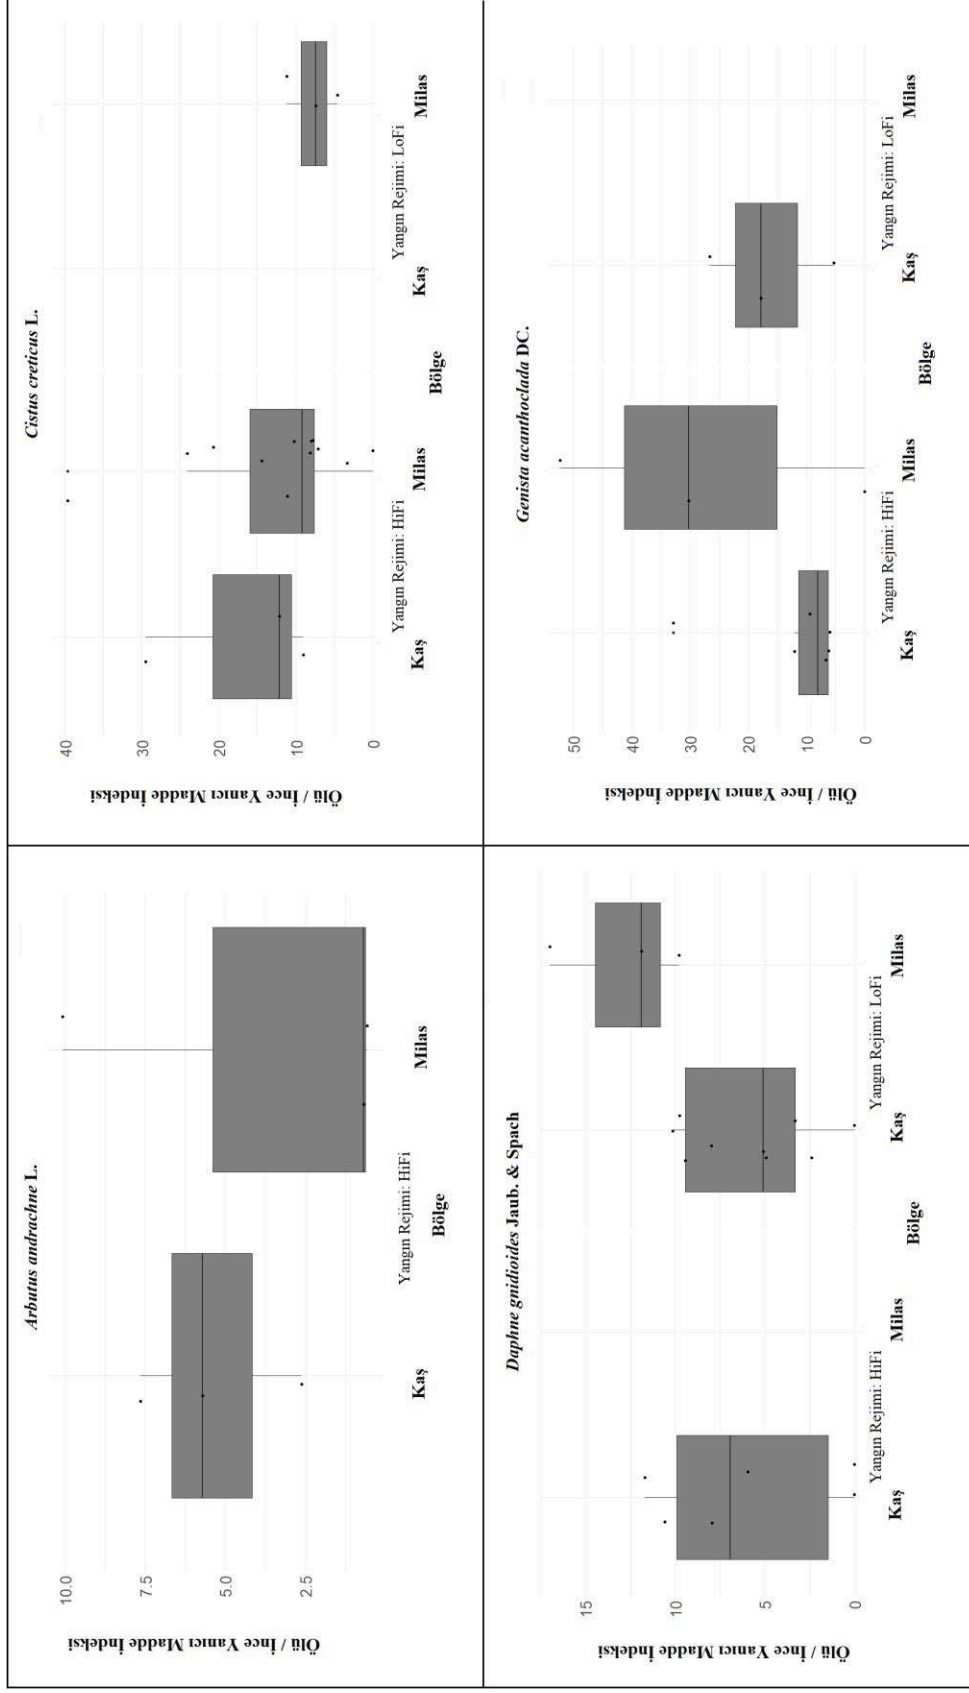 Arbutus andrachne L.
Ölü / İnce Yanıcı Madde İndeksi
10.0
7.5
5.0
2.5
Kaş
Milas
Yangın Rejimi: HiFi
Bölge
Cistus creticus L.
Ölü / İnce Yanıcı Madde İndeksi
40
30
20
10
0
Kaş
Milas
Kaş
Milas
Yangın Rejimi: HiFi
Yangın Rejimi: LoFi
Bölge
Daphne gnidioides Jaub. & Spach
Ölü / İnce Yanıcı Madde İndeksi
15
10
5
0
Kaş
Milas
Kaş
Milas
Yangın Rejimi: HiFi
Yangın Rejimi: LoFi
Bölge
Genista acanthoclada DC.
Ölü / İnce Yanıcı Madde İndeksi
50
40
30
20
10
0
Kaş
Milas
Kaş
Milas
Yangın Rejimi: HiFi
Yangın Rejimi: LoFi
Bölge